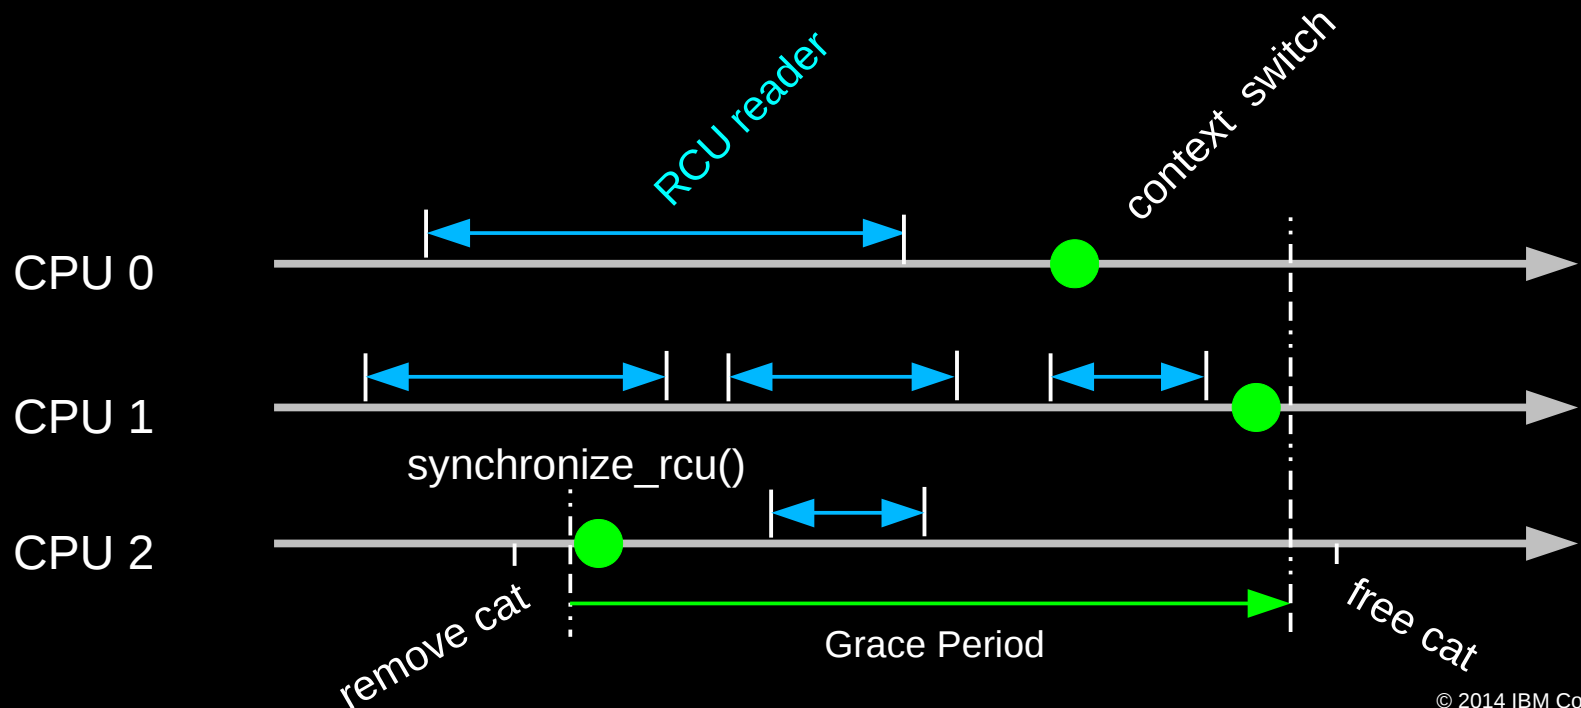 RCU reader
context switch
CPU 0
CPU 1
synchronize_rcu()
CPU 2
remove cat
Grace Period
free cat
© 2014 IBM Co